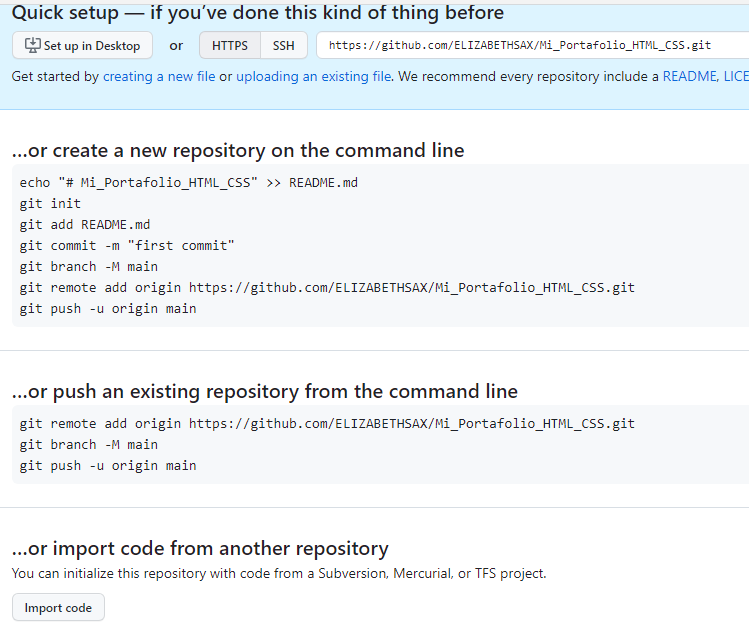 Quick setup — if you’ve done this kind of thing before
Set up in Desktop or HTTPS SSH https://github.com/ELIZABETHSAX/Mi_Portafolio_HTML_CSS.git
Get started by creating a new file or uploading an existing file. We recommend every repository include a README, LICE
…or create a new repository on the command line
echo "# Mi_Portafolio_HTML_CSS" >> README.md
git init
git add README.md
git commit -m "first commit"
git branch -M main
git remote add origin https://github.com/ELIZABETHSAX/Mi_Portafolio_HTML_CSS.git
git push -u origin main
…or push an existing repository from the command line
git remote add origin https://github.com/ELIZABETHSAX/Mi_Portafolio_HTML_CSS.git
git branch -M main
git push -u origin main
…or import code from another repository
You can initialize this repository with code from a Subversion, Mercurial, or TFS project.
Import code